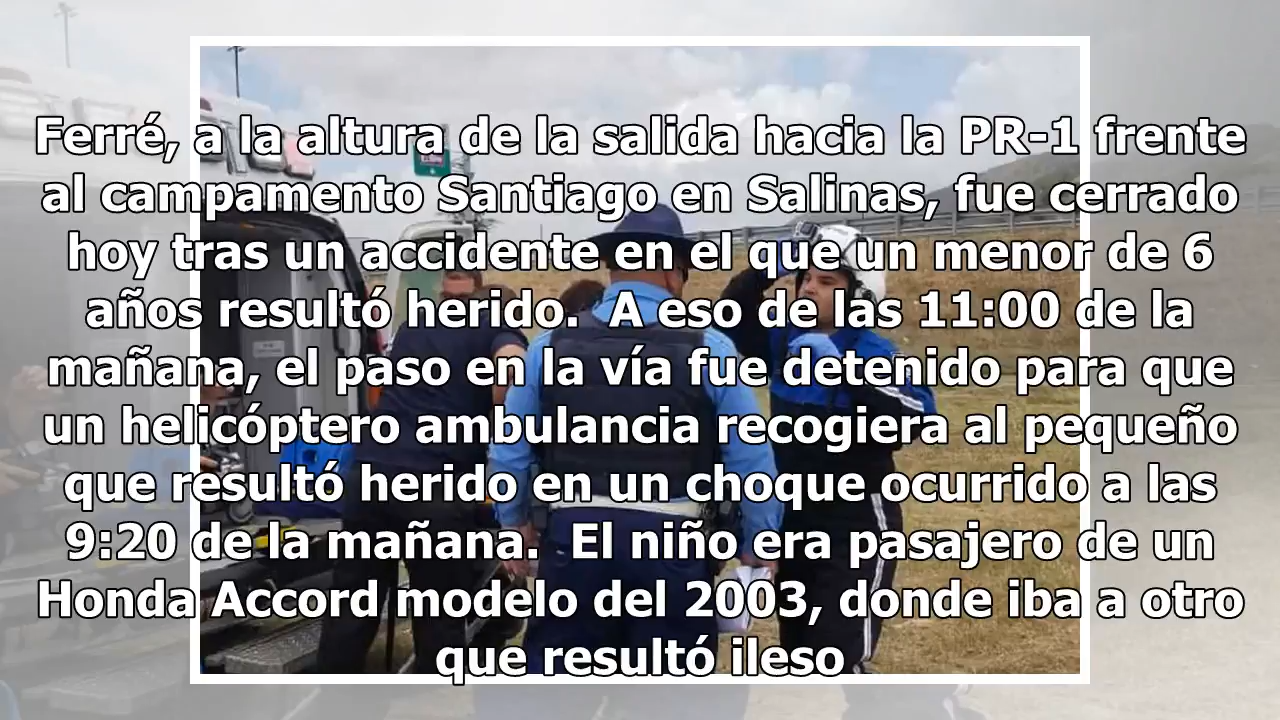 Ferré, a la altura de la salida hacia la PR-1 frente
al campamento Santiago en Salinas, fue cerrado
hoy tras un accidente en el que un menor de 6
años resultó herido.  A eso de las 11:00 de la
mañana, el paso en la vía fue detenido para que
un helicóptero ambulancia recogiera al pequeño
que resultó herido en un choque ocurrido a las
9:20 de la mañana.  El niño era pasajero de un
Honda Accord modelo del 2003, donde iba a otro
que resultó ileso